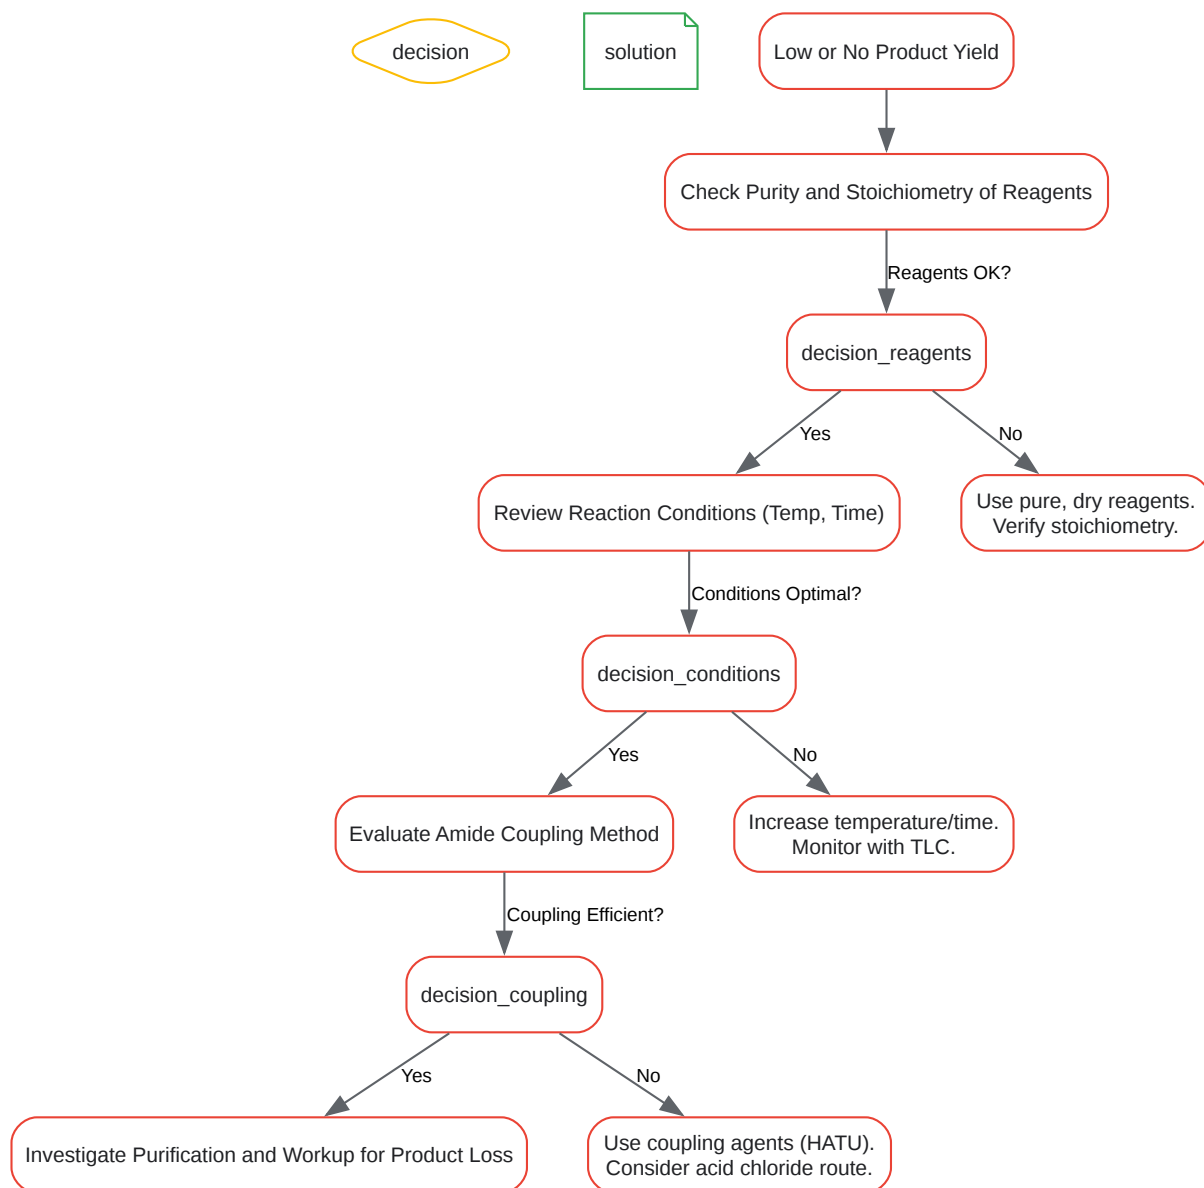 decision
solution
Low or No Product Yield
Check Purity and Stoichiometry of Reagents
Reagents OK?
decision_reagents
Yes
No
Review Reaction Conditions (Temp, Time)
Use pure, dry reagents.
Verify stoichiometry.
Conditions Optimal?
decision_conditions
Yes
No
Evaluate Amide Coupling Method
Increase temperature/time.
Monitor with TLC.
Coupling Efficient?
decision_coupling
Yes
No
Investigate Purification and Workup for Product Loss
Use coupling agents (HATU).
Consider acid chloride route.